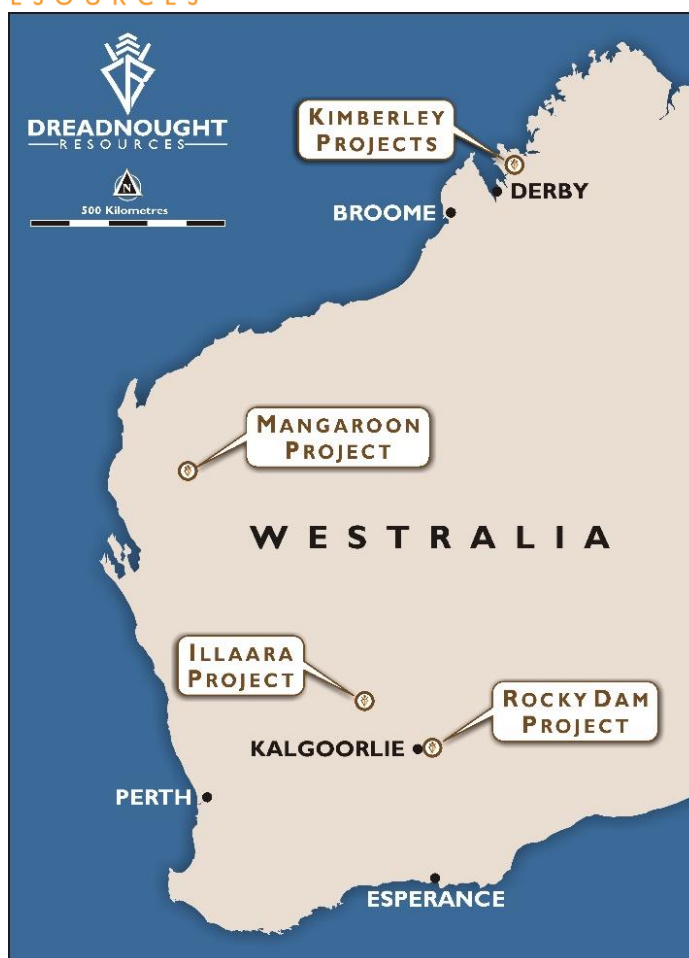 ESOURCES
DREADNOUGHT
RESOURCES
N
500 Kilometres
KIMBERLEY
PROJECTS
DERBY
BROOME
MANGAROON
PROJECT
WESTRALIA
ILLAARA
PROJECT
ROCKY DAM
PROJECT
KALGOORLIE
PERTH
ESPERANCE